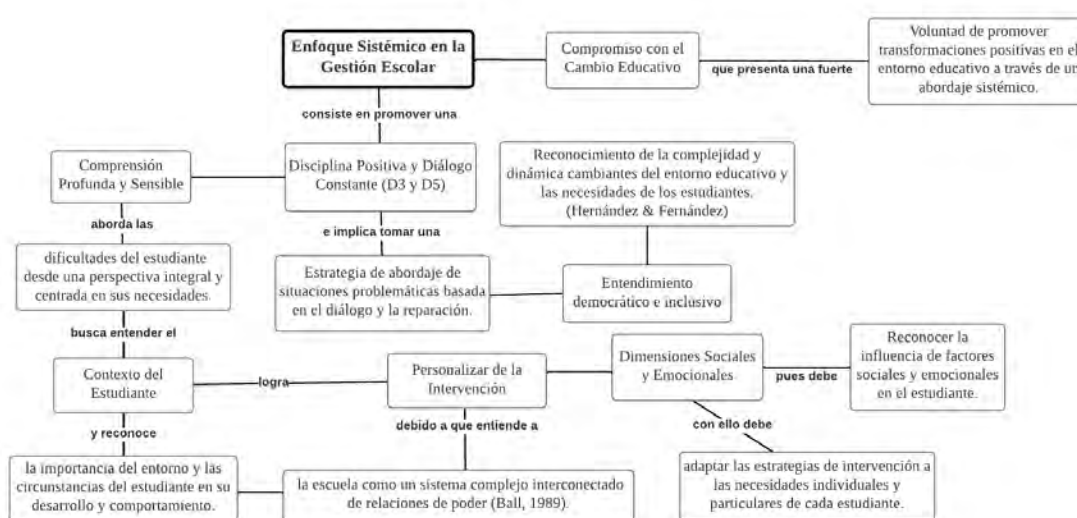 Enfoque Sistémico en la
Gestión Escolar
Compromiso con el
Cambio Educativo
que presenta una fuerte
Voluntad de promover
transformaciones positivas en el
entorno educativo a través de un
abordaje sistémico.
consiste en promover una
Comprensión
Profunda y Sensible
Disciplina Positiva y Diálogo
Constante (D3 y D5)
Reconocimiento de la complejidad y
dinámica cambiantes del entorno educativo y
las necesidades de los estudiantes.
(Hernández & Fernández)
aborda las
e implica tomar una
dificultades del estudiante
desde una perspectiva integral y
centrada en sus necesidades.
Estrategia de abordaje de
situaciones problemáticas basada
en el diálogo y la reparación.
Entendimiento
democrático e inclusivo
busca entender el
Contexto del
Estudiante
logra
Personalizar de la
Intervención
Dimensiones Sociales
y Emocionales
pues debe
Reconocer la
influencia de factores
sociales y emocionales
en el estudiante.
y reconoce
debido a que entiende a
con ello debe
la importancia del entorno y las
circunstancias del estudiante en su
desarrollo y comportamiento.
la escuela como un sistema complejo interconectado
de relaciones de poder (Ball, 1989).
adaptar las estrategias de intervención a
las necesidades individuales y
particulares de cada estudiante.